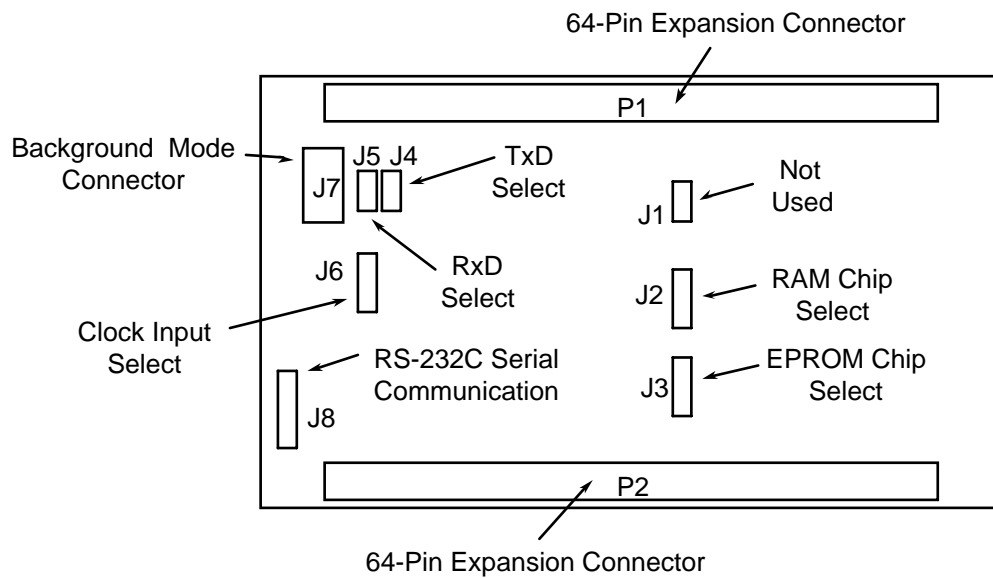 64-Pin Expansion Connector
P1
Background Mode
Connector
J7
J5
J4
TxD
Select
J1
Not
Used
J6
RxD
Select
J2
RAM Chip
Select
Clock Input
Select
RS-232C Serial
Communication
J3
EPROM Chip
Select
J8
P2
64-Pin Expansion Connector